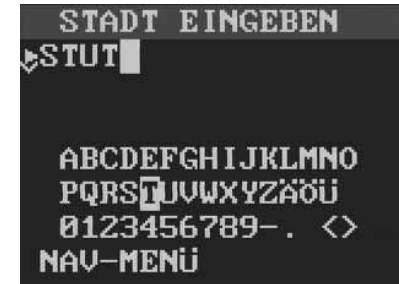 STADT EINGEBEN
STUT
ABCDEFGHIJKLMNO
PQRSTUVWXYZÄÖÜ
0123456789-. <>
NAV-MENÜ